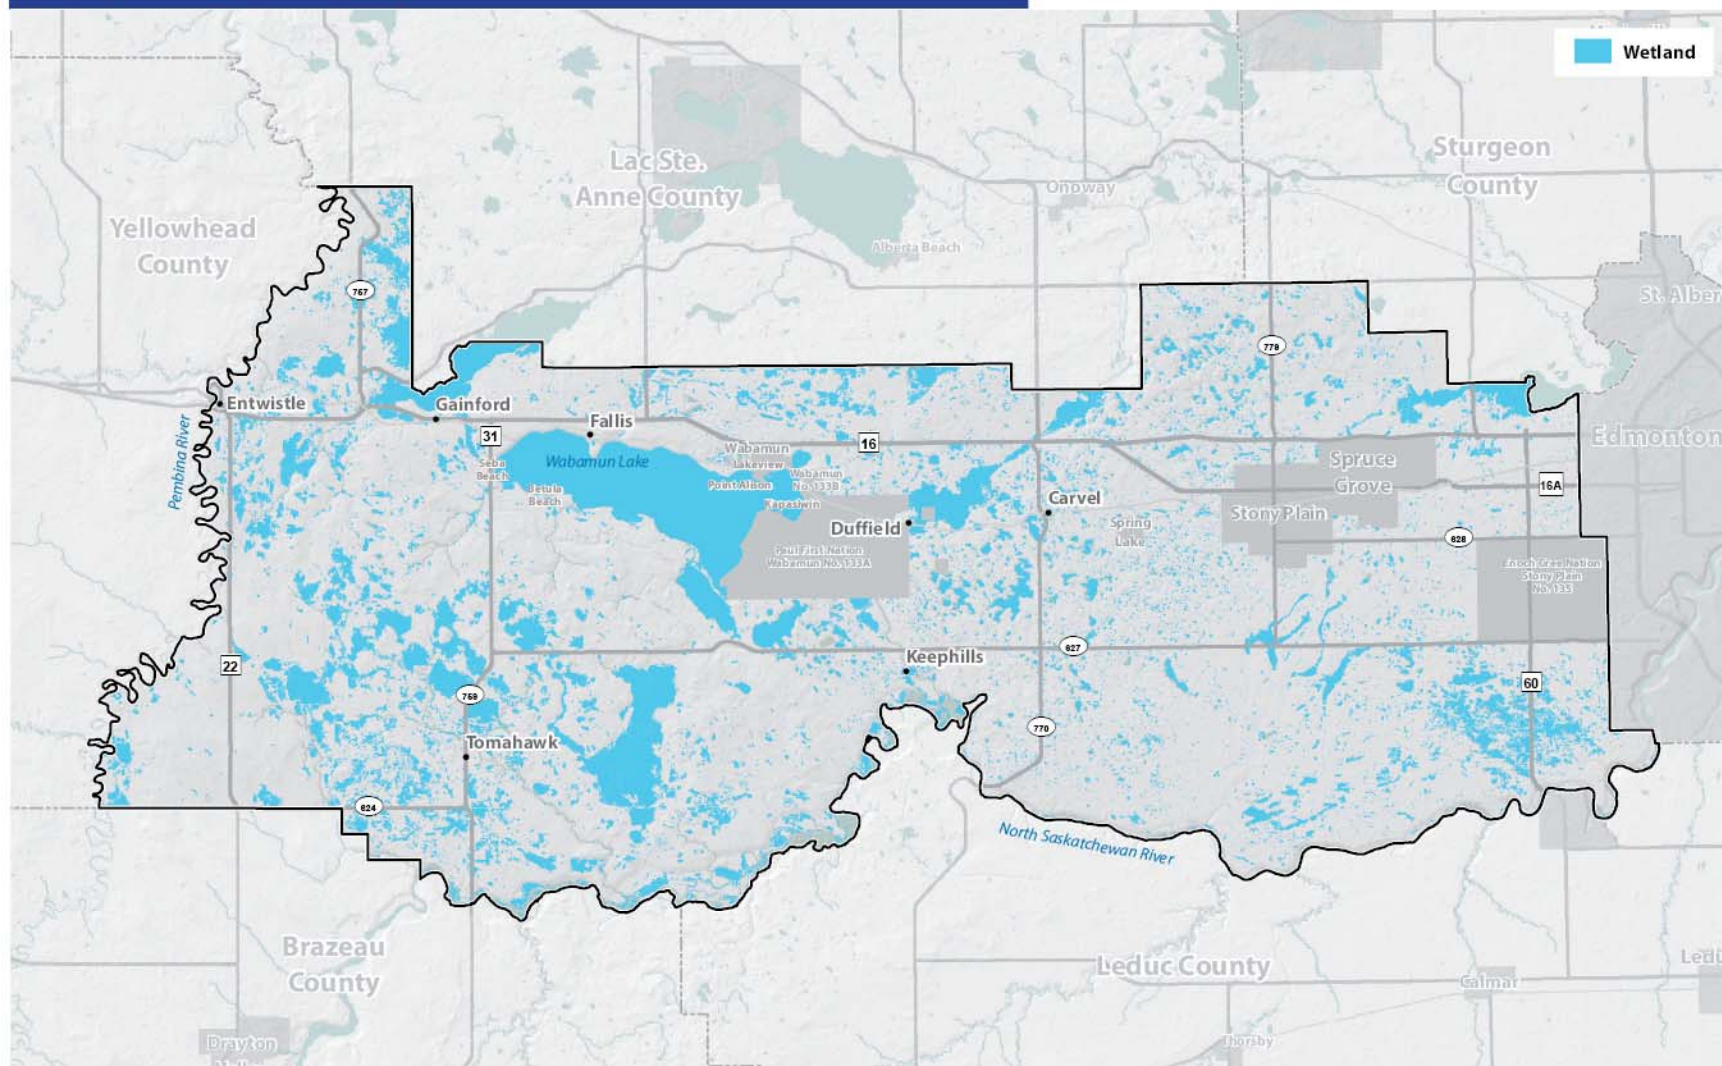 Wetland
Lac Ste.
Anne County
Sturgeon
County
Onoway
Yellowhead
County
Alberta Beach
St. Alber
767
778
Entwistle
Gainford
Fallis
31
16
Edmonton
Pembina River
Wabamun Lake
Seba
Beach
Betula
Beach
Wabamun
Lakeview
Point Alison
Wabamun
No. 133B
Kapasiwin
Spruce
Grove
16A
Carvel
Duffield
Spring
Lake
Stony Plain
628
Paul First Nation
Wabamun No. 133A
Enoch Cree Nation
Stony Plain
No. 135
627
Keephills
22
759
60
770
Tomahawk
624
North Saskatchewan River
Brazeau
County
Leduc County
Calmar
Ledu
Drayton
Thorsby